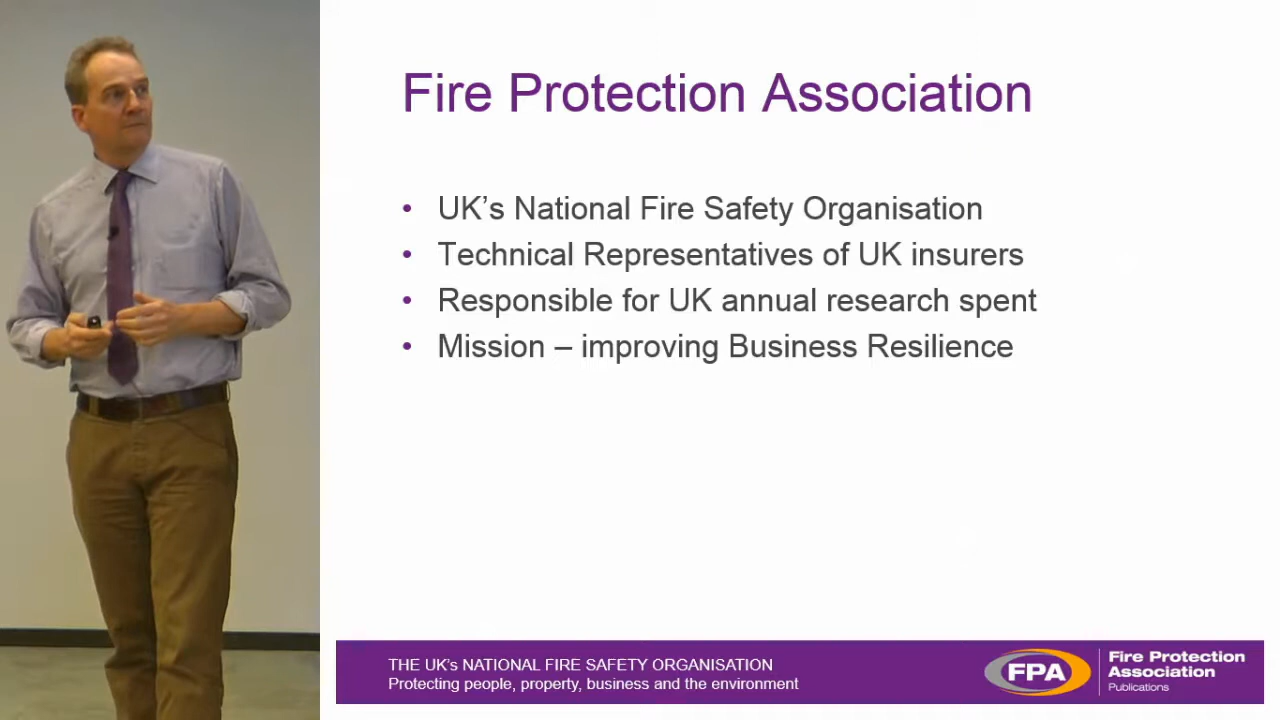 Fire Protection Association
• UK's National Fire Safety Organisation
• Technical Representatives of UK insurers
• Responsible for UK annual research spent
• Mission – improving Business Resilience
THE UK's NATIONAL FIRE SAFETY ORGANISATION
Protecting people, property, business and the environment
FPA
Fire Protection
Association
Publications